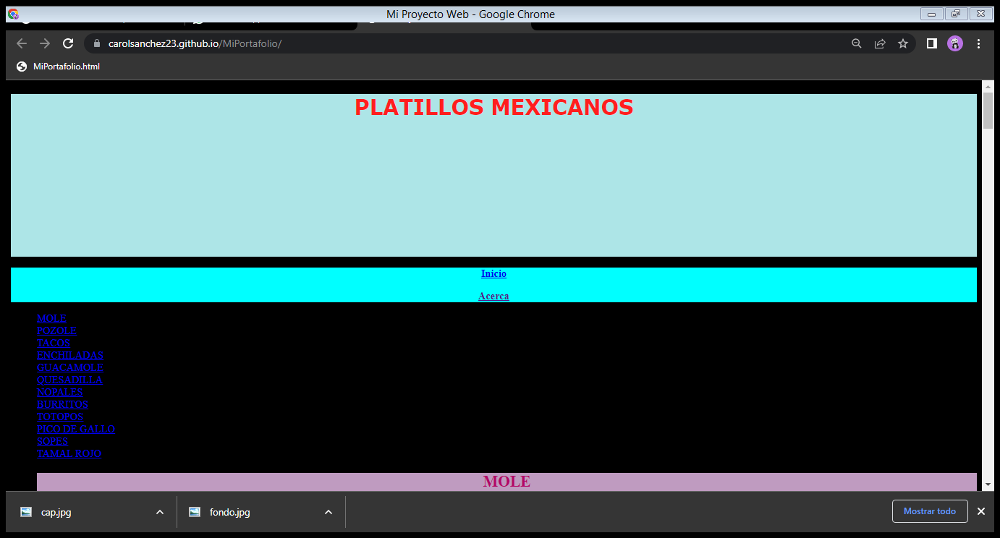 Mi Proyecto Web - Google Chrome
carolsanchez23.github.io/MiPortafolio/
MiPortafolio.html
PLATILLOS MEXICANOS
Inicio
Acerca
MOLE
POZOLE
TACOS
ENCHILADAS
GUACAMOLE
QUESADILLA
NOPALES
BURRITOS
TOTOPOS
PICO DE GALLO
SOPES
TAMAL ROJO
MOLE
cap.jpg
fondo.jpg
Mostrar todo